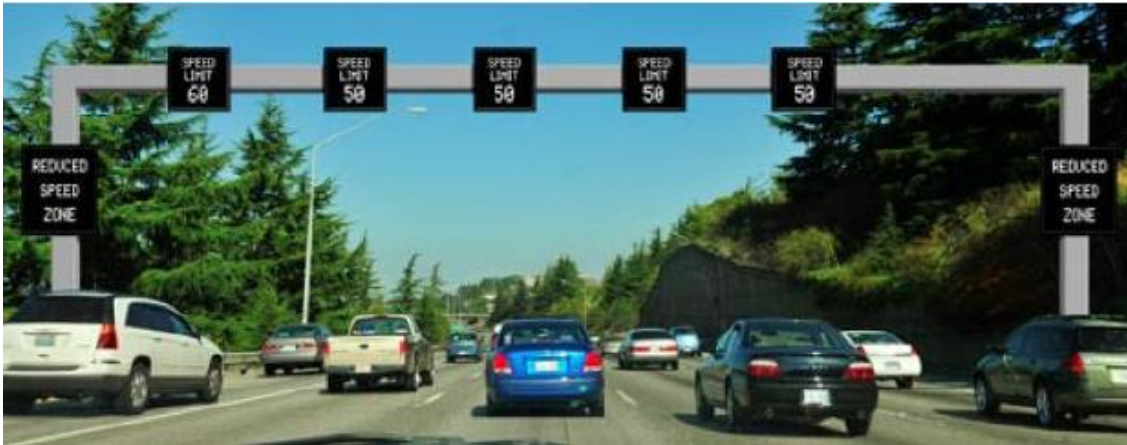 SPEED
LIMIT
60
SPEED
LIMIT
50
SPEED
LIMIT
50
SPEED
LIMIT
50
SPEED
LIMIT
50
REDUCED
SPEED
ZONE
REDUCED
SPEED
ZONE